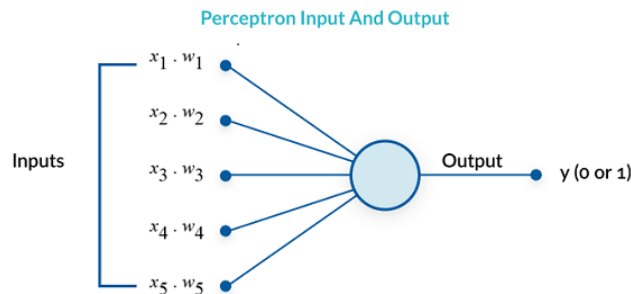 Perceptron Input And Output
x1 . w1
x2 . w2
x3 . w3
x4 . w4
x5 . w5
Inputs
Output
y (0 or 1)